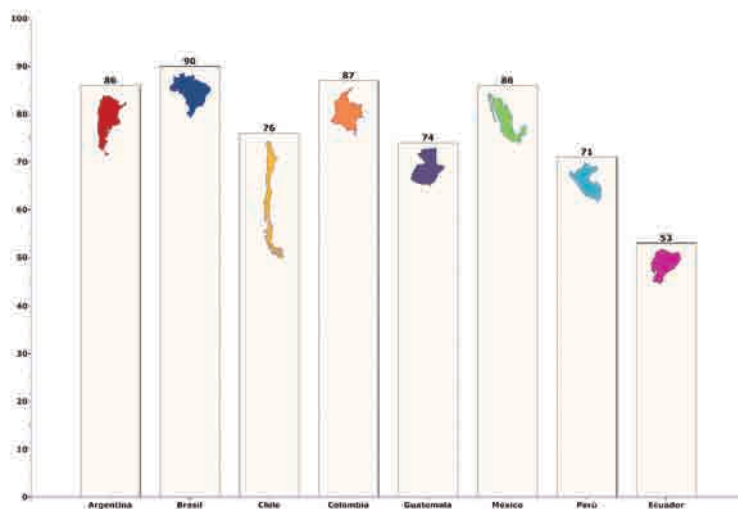 100
90
80
70
60
50
40
30
20
10
0
86
90
76
87
74
86
71
53
Argentina
Brasil
Chile
Colombia
Guatemala
México
Perú
Ecuador